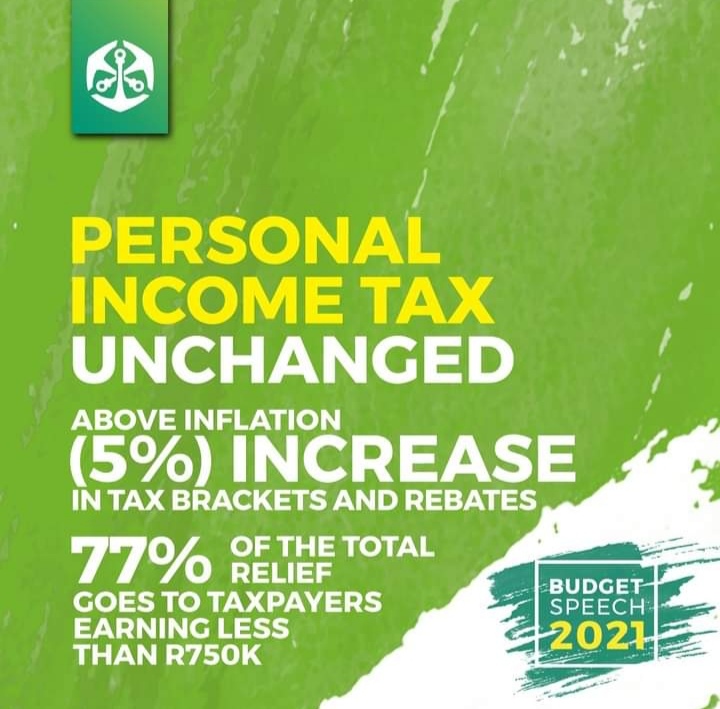 PERSONAL
INCOME TAX
UNCHANGED
ABOVE INFLATION
(5%) INCREASE
IN TAX BRACKETS AND REBATES
77% OF THE TOTAL
RELIEF
GOES TO TAXPAYERS
EARNING LESS
THAN R750K
BUDGET
SPEECH
2021